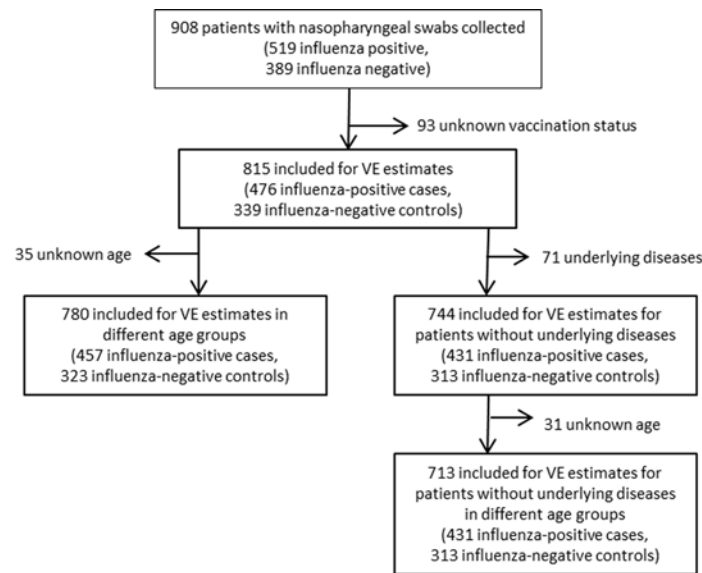 908 patients with nasopharyngeal swabs collected
(519 influenza positive,
389 influenza negative)
93 unknown vaccination status
815 included for VE estimates
(476 influenza-positive cases,
339 influenza-negative controls)
35 unknown age
71 underlying diseases
780 included for VE estimates in
different age groups
(457 influenza-positive cases,
323 influenza-negative controls)
744 included for VE estimates for
patients without underlying diseases
(431 influenza-positive cases,
313 influenza-negative controls)
31 unknown age
713 included for VE estimates for
patients without underlying diseases
in different age groups
(431 influenza-positive cases,
313 influenza-negative controls)